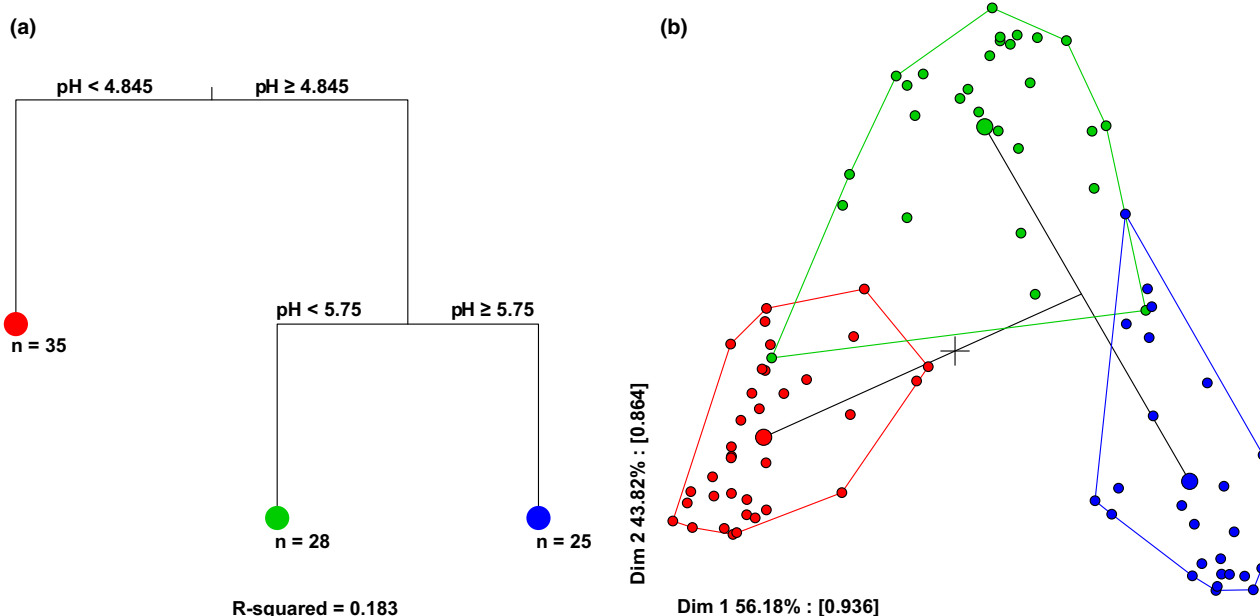 (a)
pH < 4.845
pH ≥ 4.845
pH < 5.75
pH ≥ 5.75
n = 35
n = 28
n = 25
R-squared = 0.183
(b)
Dim 2 43.82% : [0.864]
Dim 1 56.18% : [0.936]